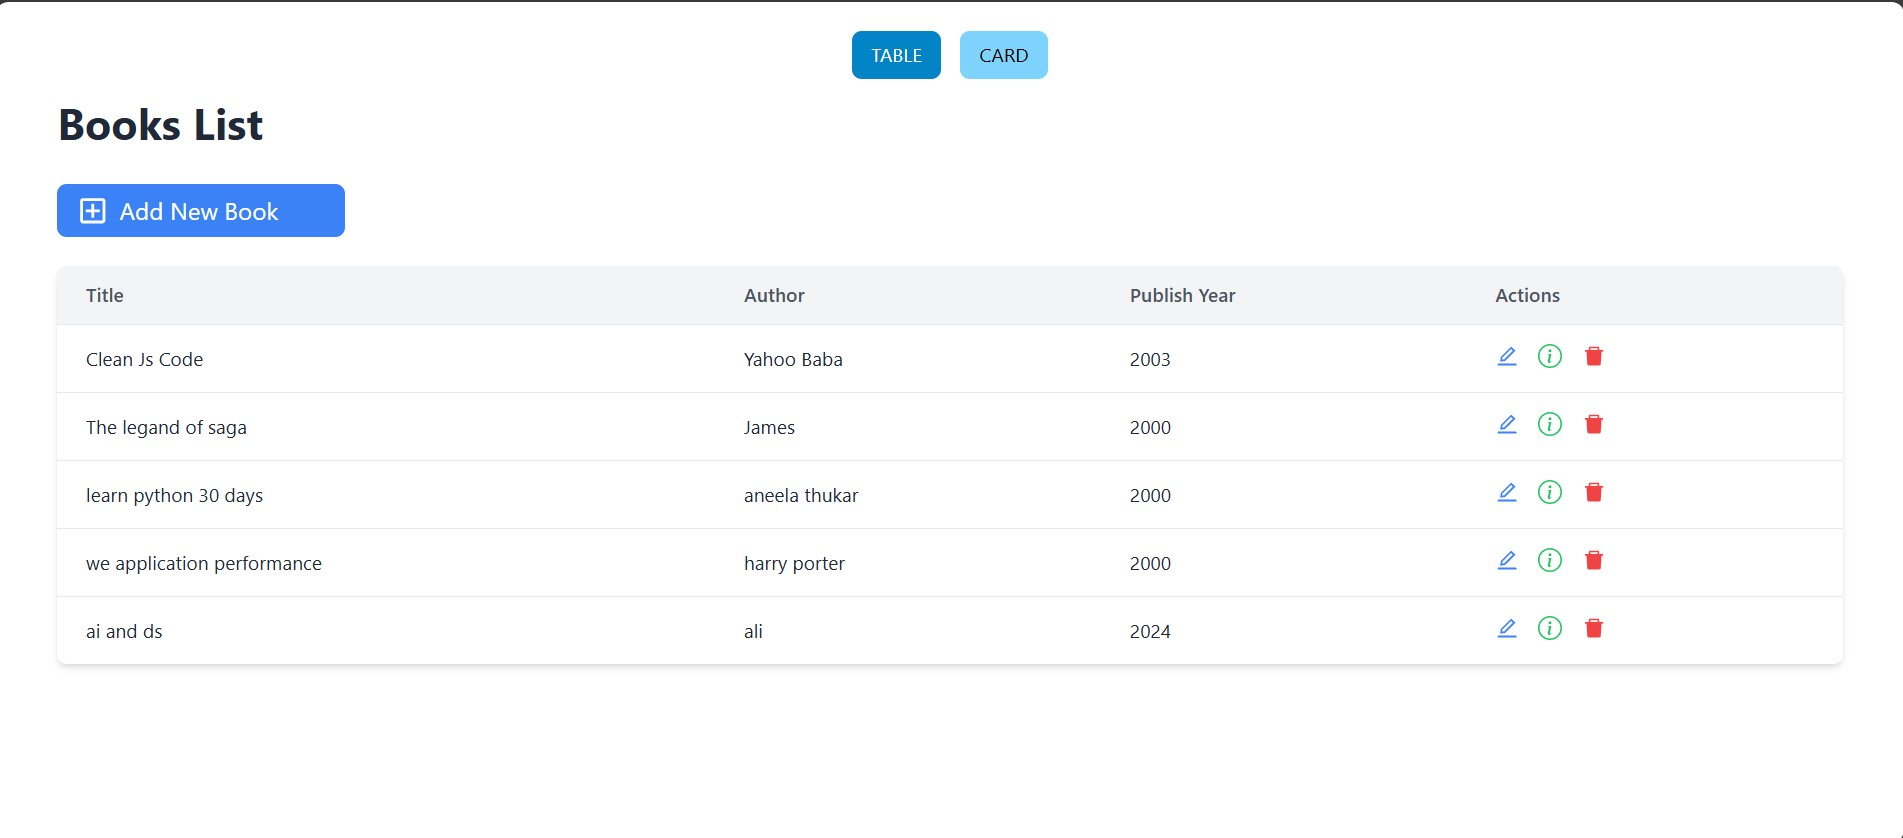 TABLE CARD
Books List
Add New Book
Title Author Publish Year Actions
Clean Js Code Yahoo Baba 2003
The legand of saga James 2000
learn python 30 days aneela thukar 2000
we application performance harry porter 2000
ai and ds ali 2024